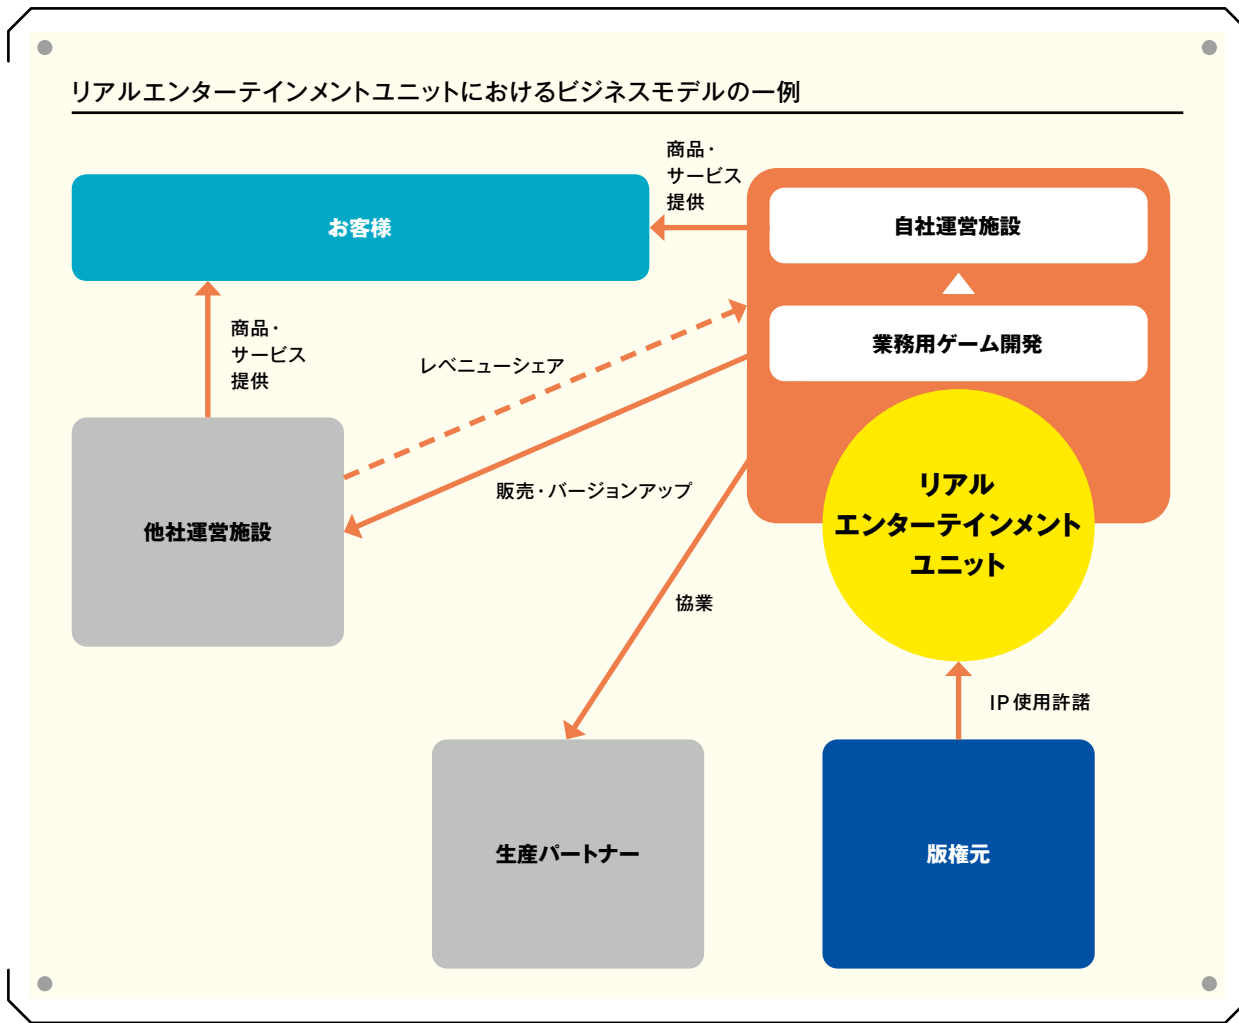 リアルエンターテインメントユニットにおけるビジネスモデルの一例
商品・
サービス
提供
お客様
自社運営施設
商品・
サービス
提供
レベニューシェア
業務用ゲーム開発
販売・バージョンアップ
他社運営施設
リアル
エンターテインメント
ユニット
協業
IP使用許諾
生産パートナー
版権元